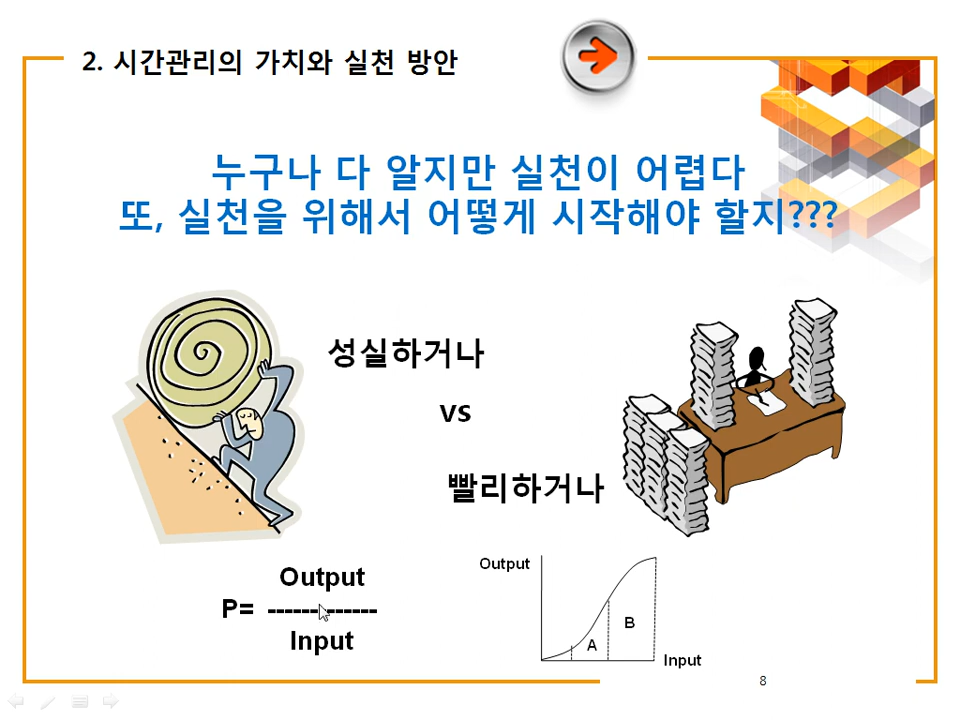 2. 시간관리의 가치와 실천 방안
누구나 다 알지만 실천이 어렵다
또, 실천을 위해서 어떻게 시작해야 할지???
성실하거나
vs
빨리하거나
Output
P= -------------
Input
Output
B
A
Input
8